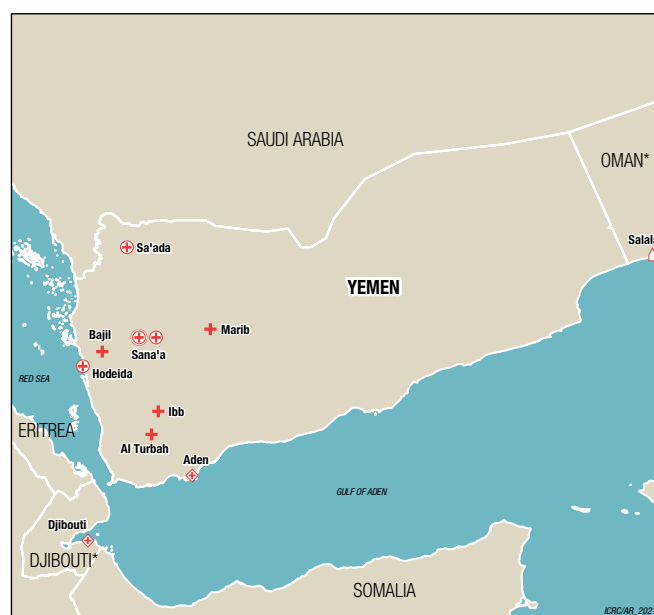 SAUDI ARABIA
OMAN*
Salala
Sa'ada
YEMEN
Marib
Bajil
Sana'a
Hodeida
RED SEA
Ibb
ERITREA
Al Turbah
Aden
GULF OF ADEN
Djibouti
DJIBOUTI*
SOMALIA
ICRC/AR_202